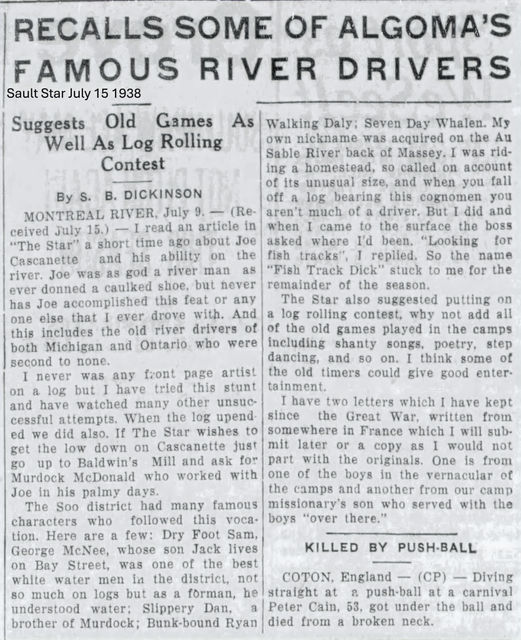 RECALLS SOME OF ALGOMA'S
FAMOUS RIVER DRIVERS
Sault Star July 15 1938
Suggests Old Games As
Well As Log Rolling
Contest
By S. B. DICKINSON
MONTREAL RIVER, July 9. — (Re-
ceived July 15.) — I read an article in
"The Star" a short time ago about Joe
Cascanette and his ability on the
river. Joe was as god a river man as
ever donned a caulked shoe, but never
has Joe accomplished this feat or any
one else that I ever drove with. And
this includes the old river drivers of
both Michigan and Ontario who were
second to none.
I never was any front page artist
on a log but I have tried this stunt
and have watched many other unsuc-
cessful attempts. When the log upend-
ed we did also. If The Star wishes to
get the low down on Cascanette just
go up to Baldwin's Mill and ask for
Murdock McDonald who worked with
Joe in his palmy days.
The Soo district had many famous
characters who followed this voca-
tion. Here are a few: Dry Foot Sam,
George McNee, whose son Jack lives
on Bay Street, was one of the best
white water men in the district, not
so much on logs but as a forman, he
understood water; Slippery Dan, a
brother of Murdock; Bunk-bound Ryan
Walking Daly; Seven Day Whalen. My
own nickname was acquired on the Au
Sable River back of Massey. I was rid-
ing a homestead, so called on account
of its unusual size, and when you fall
off a log bearing this cognomen you
aren't much of a driver. But I did and
when I came to the surface the boss
asked where I'd been. "Looking for
fish tracks", I replied. So the name
"Fish Track Dick" stuck to me for the
remainder of the season.
The Star also suggested putting on
a log rolling contest, why not add all
of the old games played in the camps
including shanty songs, poetry, step
dancing, and so on. I think some of
the old timers could give good enter-
tainment.
I have two letters which I have kept
since the Great War, written from
somewhere in France which I will sub-
mit later or a copy as I would not
part with the originals. One is from
one of the boys in the vernacular of
the camps and another from our camp
missionary's son who served with the
boys "over there."
KILLED BY PUSH-BALL
COTON, England — (CP) — Diving
straight at a push-ball at a carnival
Peter Cain, 53, got under the ball and
died from a broken neck.